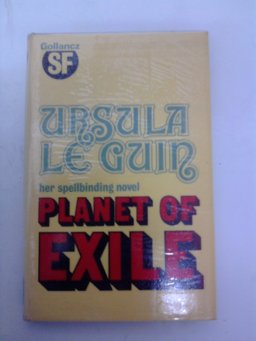 Gollancz
SF
URSULA
LE GUIN
her spellbinding novel
PLANET OF
EXILE